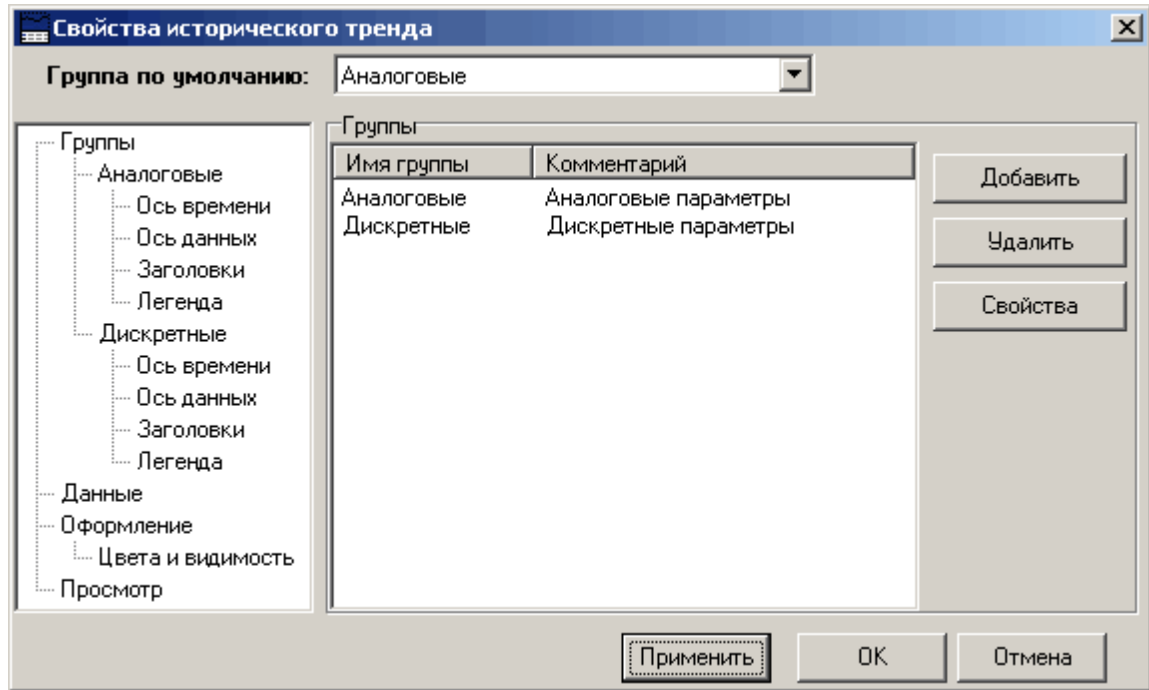 Свойства исторического тренда
Группа по умолчанию: Аналоговые
Группы
Аналоговые
Ось времени
Ось данных
Заголовки
Легенда
Дискретные
Ось времени
Ось данных
Заголовки
Легенда
Данные
Оформление
Цвета и видимость
Просмотр
Группы
Имя группы Комментарий
Аналоговые Аналоговые параметры
Дискретные Дискретные параметры
Добавить
Удалить
Свойства
Применить OK Отмена